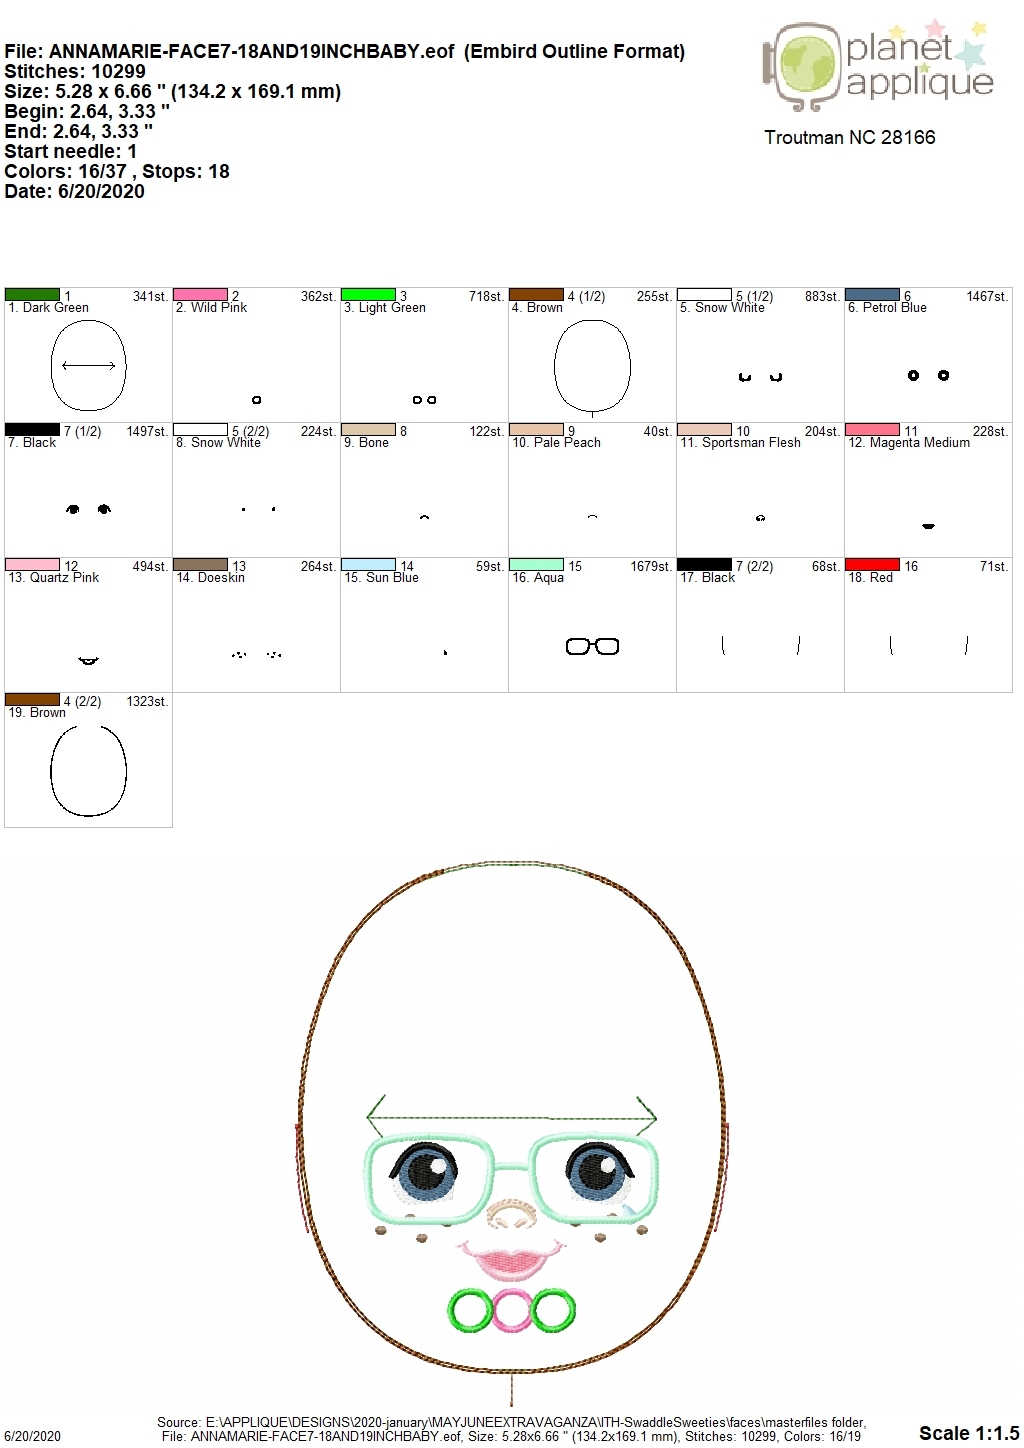 File: ANNAMARIE-FACE7-18AND19INCHBABY.eof (Embird Outline Format)
Stitches: 10299
Size: 5.28 x 6.66 " (134.2 x 169.1 mm)
Begin: 2.64, 3.33 "
End: 2.64, 3.33 "
Start needle: 1
Colors: 16/37 , Stops: 18
Date: 6/20/2020
planet
applique
Troutman NC 28166
1 341st. 2 362st. 3 718st. 4 (1/2) 255st. 5 (1/2) 883st. 6 1467st.
1. Dark Green 2. Wild Pink 3. Light Green 4. Brown 5. Snow White 6. Petrol Blue
7 (1/2) 1497st. 5 (2/2) 224st. 8 122st. 9 40st. 10 204st. 11 228st.
7. Black 8. Snow White 9. Bone 10. Pale Peach 11. Sportsman Flesh 12. Magenta Medium
12 494st. 13 264st. 14 59st. 15 1679st. 7 (2/2) 68st. 16 71st.
13. Quartz Pink 14. Doeskin 15. Sun Blue 16. Aqua 17. Black 18. Red
4 (2/2) 1323st.
19. Brown
Source: E:\APPLIQUE\DESIGNS\2020-january\MAYJUNEEXTRAVAGANZA\ITH-SwaddleSweeties\faces\masterfiles folder,
6/20/2020 File: ANNAMARIE-FACE7-18AND19INCHBABY.eof, Size: 5.28x6.66 " (134.2x169.1 mm), Stitches: 10299, Colors: 16/19 Scale 1:1.5